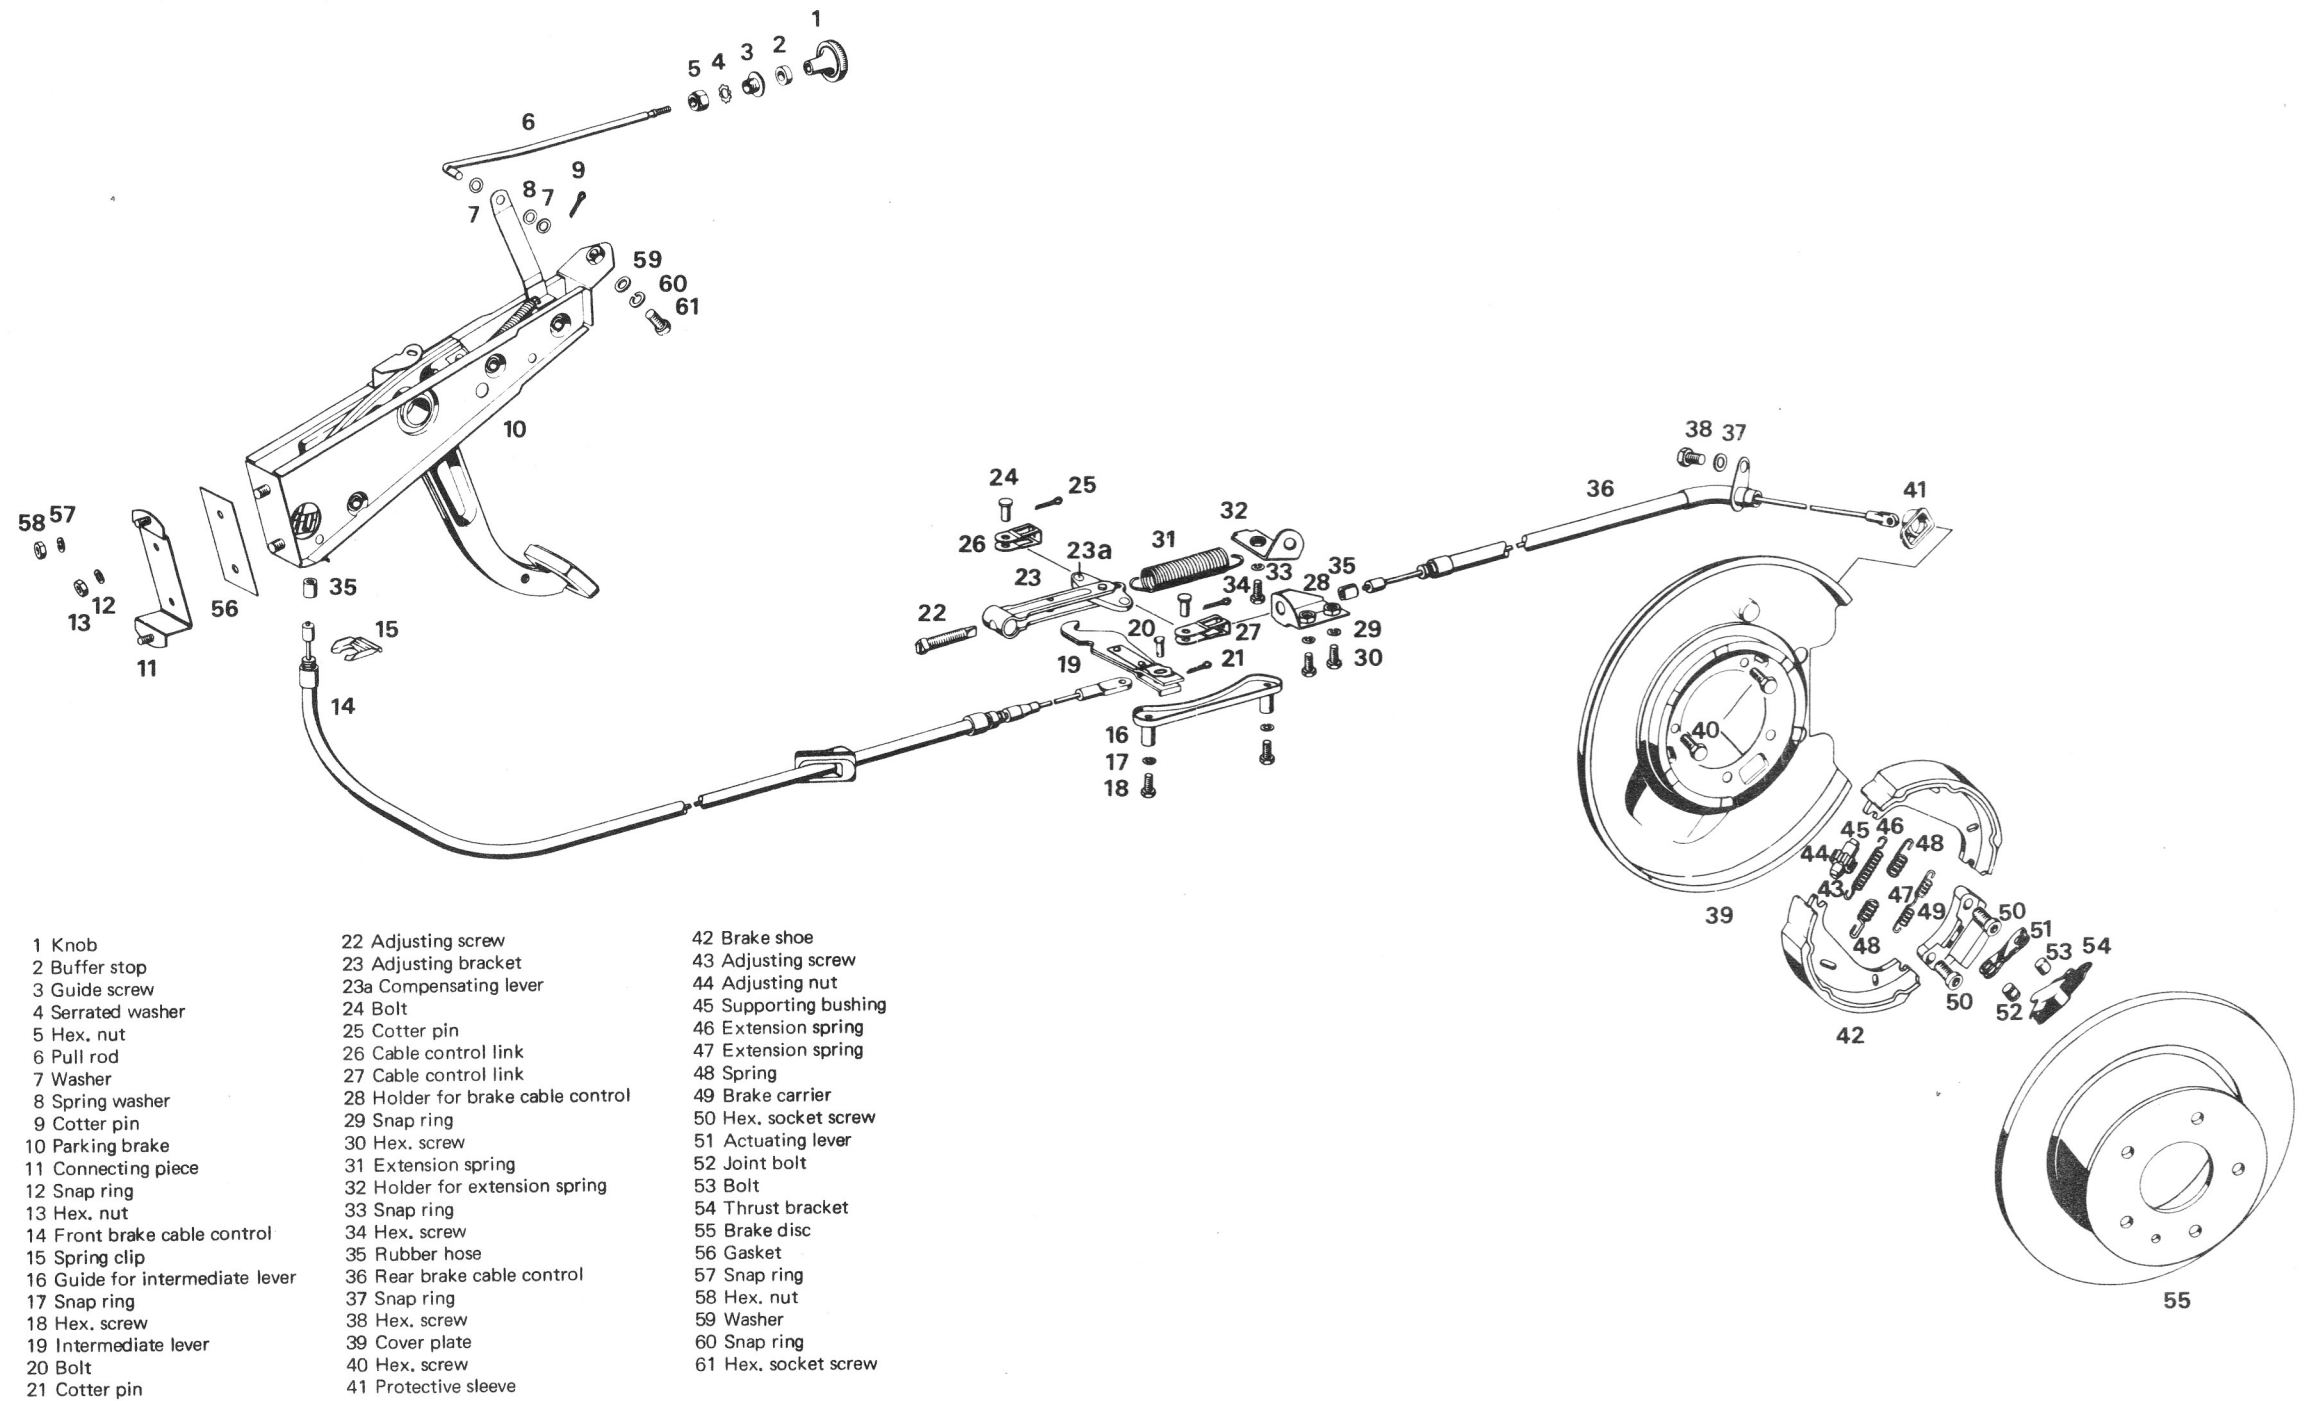 1
2
3
4
5
6
7
8
7
9
59
60
61
10
58
57
13
12
11
56
35
15
14
24
25
26
23a
23
22
31
32
33
34
28
35
36
38
37
41
27
29
30
20
21
19
16
17
18
40
39
45
46
44
43
48
47
49
48
42
50
50
51
53
54
52
55
1 Knob
2 Buffer stop
3 Guide screw
4 Serrated washer
5 Hex. nut
6 Pull rod
7 Washer
8 Spring washer
9 Cotter pin
10 Parking brake
11 Connecting piece
12 Snap ring
13 Hex. nut
14 Front brake cable control
15 Spring clip
16 Guide for intermediate lever
17 Snap ring
18 Hex. screw
19 Intermediate lever
20 Bolt
21 Cotter pin
22 Adjusting screw
23 Adjusting bracket
23a Compensating lever
24 Bolt
25 Cotter pin
26 Cable control link
27 Cable control link
28 Holder for brake cable control
29 Snap ring
30 Hex. screw
31 Extension spring
32 Holder for extension spring
33 Snap ring
34 Hex. screw
35 Rubber hose
36 Rear brake cable control
37 Snap ring
38 Hex. screw
39 Cover plate
40 Hex. screw
41 Protective sleeve
42 Brake shoe
43 Adjusting screw
44 Adjusting nut
45 Supporting bushing
46 Extension spring
47 Extension spring
48 Spring
49 Brake carrier
50 Hex. socket screw
51 Actuating lever
52 Joint bolt
53 Bolt
54 Thrust bracket
55 Brake disc
56 Gasket
57 Snap ring
58 Hex. nut
59 Washer
60 Snap ring
61 Hex. socket screw